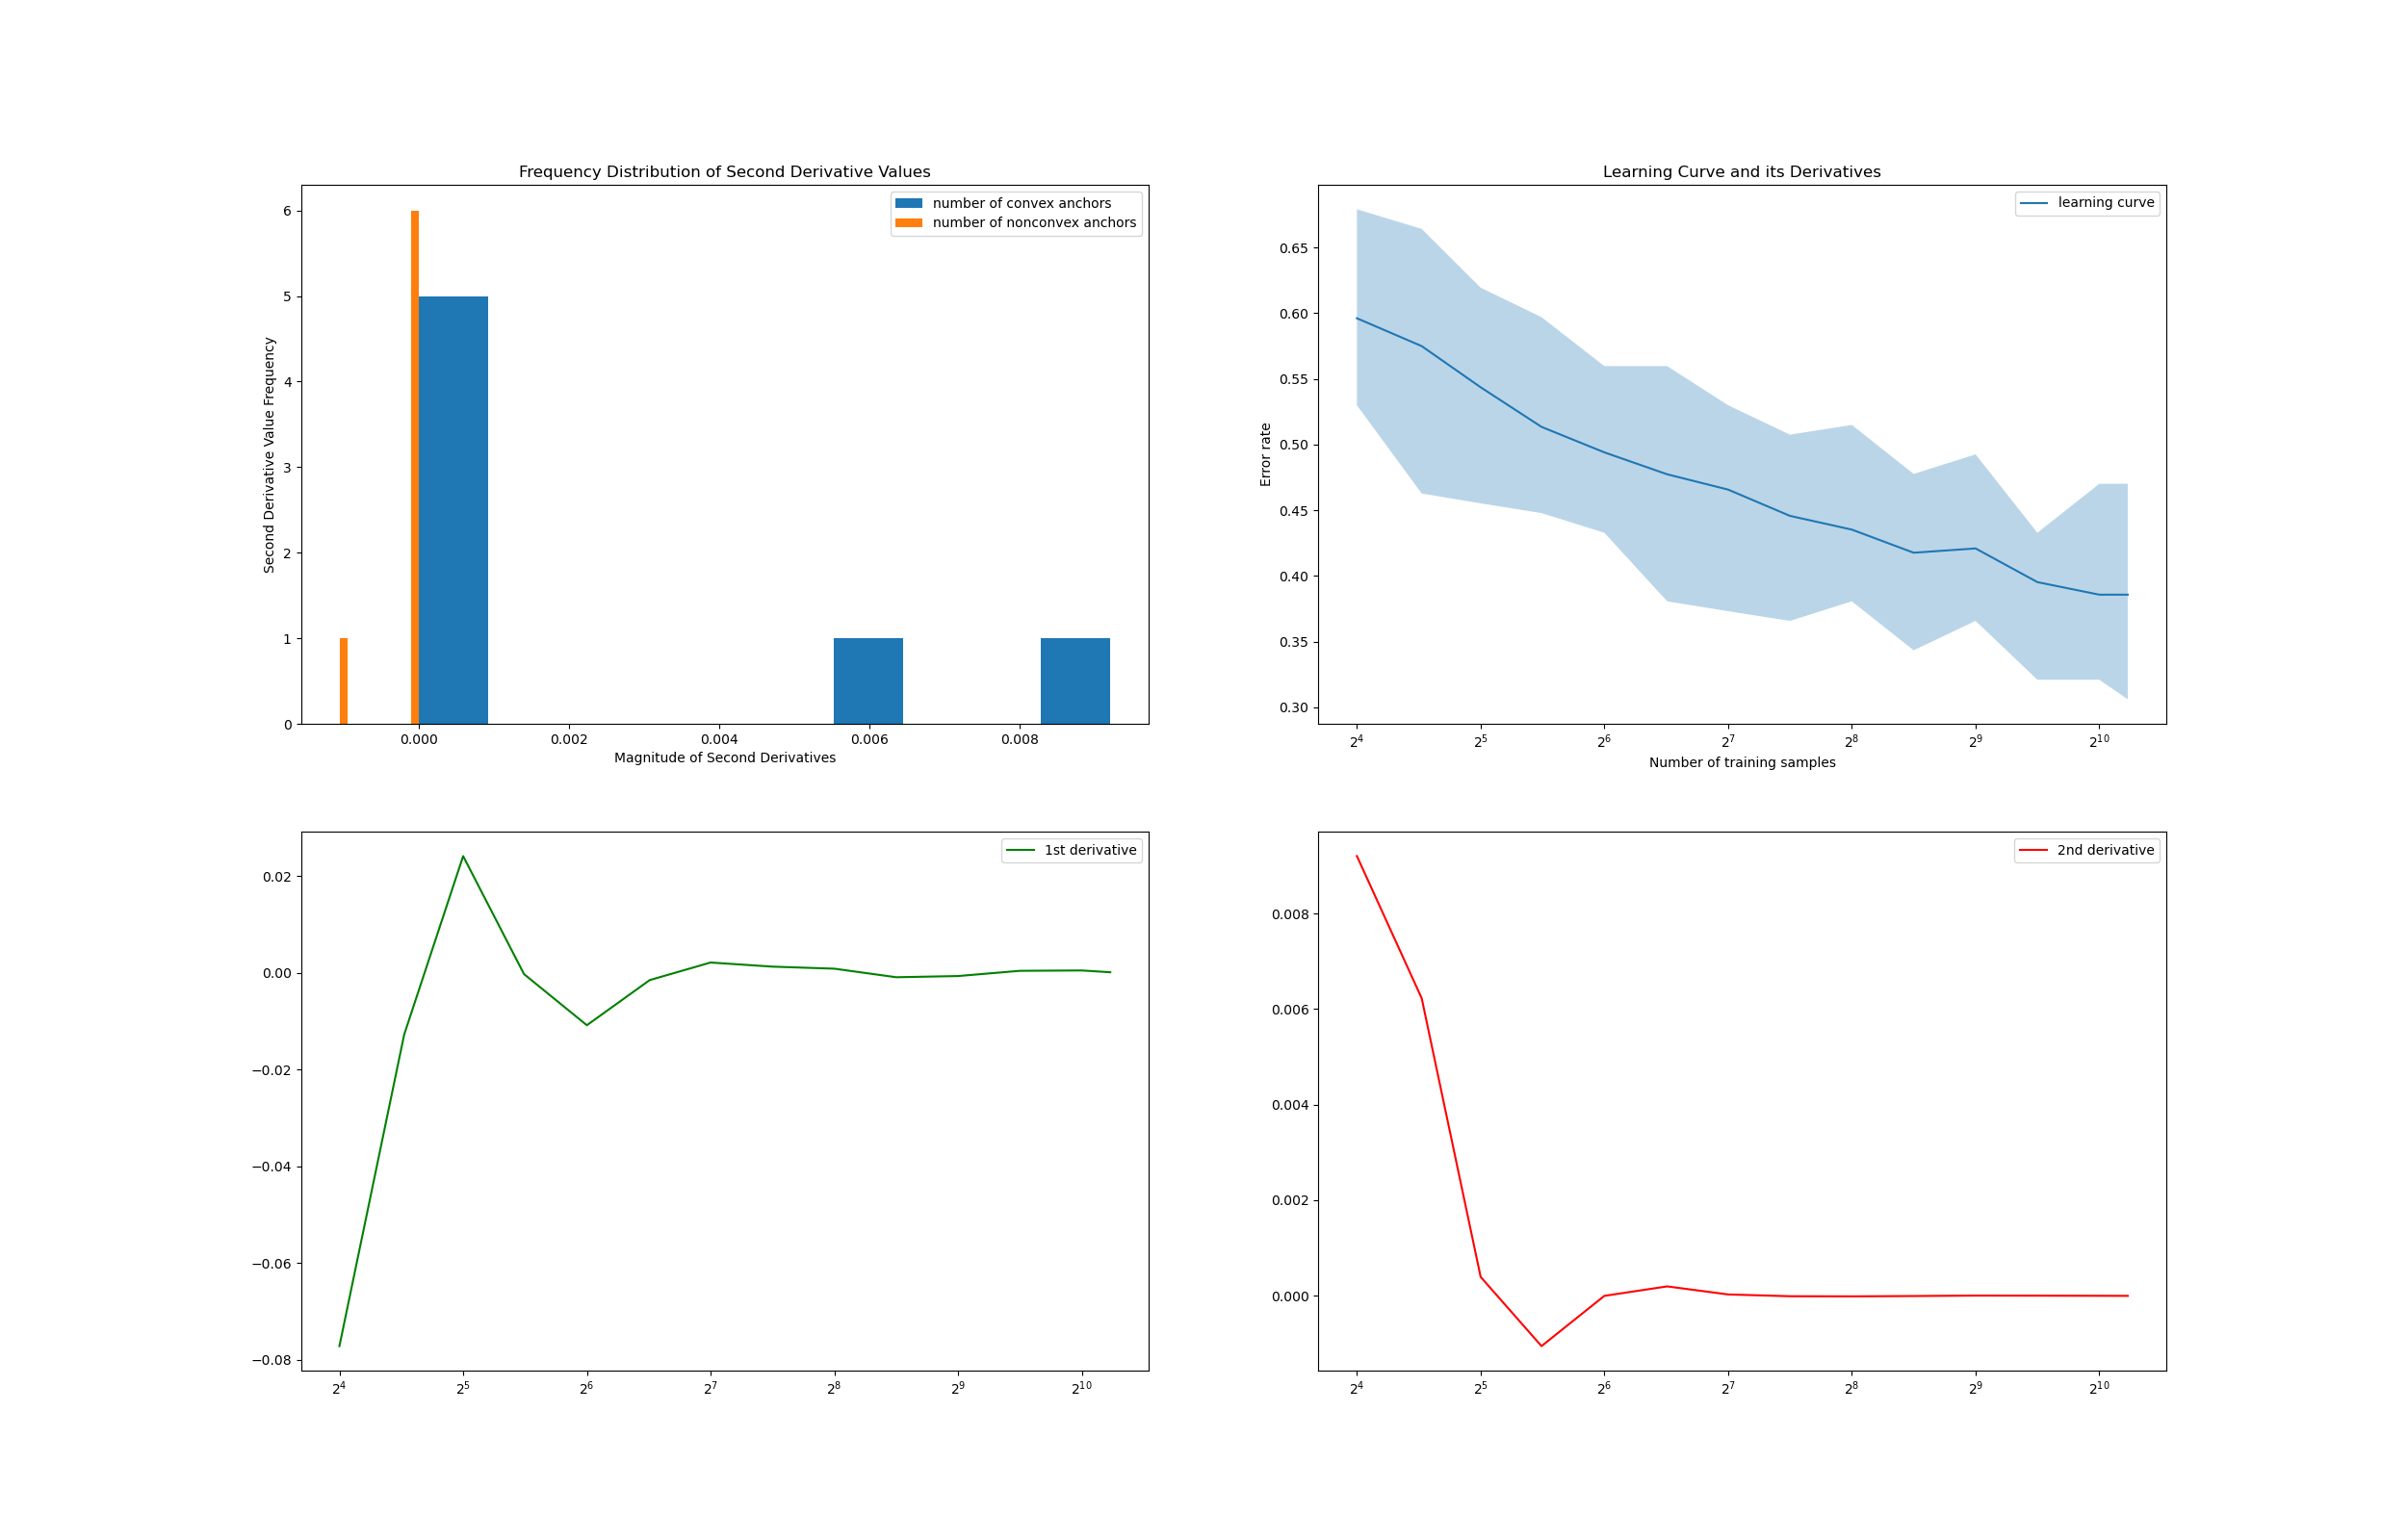 Frequency Distribution of Second Derivative Values
number of convex anchors
number of nonconvex anchors
Second Derivative Value Frequency
6
5
4
3
2
1
0
0.000 0.002 0.004 0.006 0.008
Magnitude of Second Derivatives
Learning Curve and its Derivatives
learning curve
Error rate
0.65
0.60
0.55
0.50
0.45
0.40
0.35
0.30
2⁴ 2⁵ 2⁶ 2⁷ 2⁸ 2⁹ 2¹⁰
Number of training samples
1st derivative
0.02
0.00
−0.02
−0.04
−0.06
−0.08
2⁴ 2⁵ 2⁶ 2⁷ 2⁸ 2⁹ 2¹⁰
2nd derivative
0.008
0.006
0.004
0.002
0.000
2⁴ 2⁵ 2⁶ 2⁷ 2⁸ 2⁹ 2¹⁰